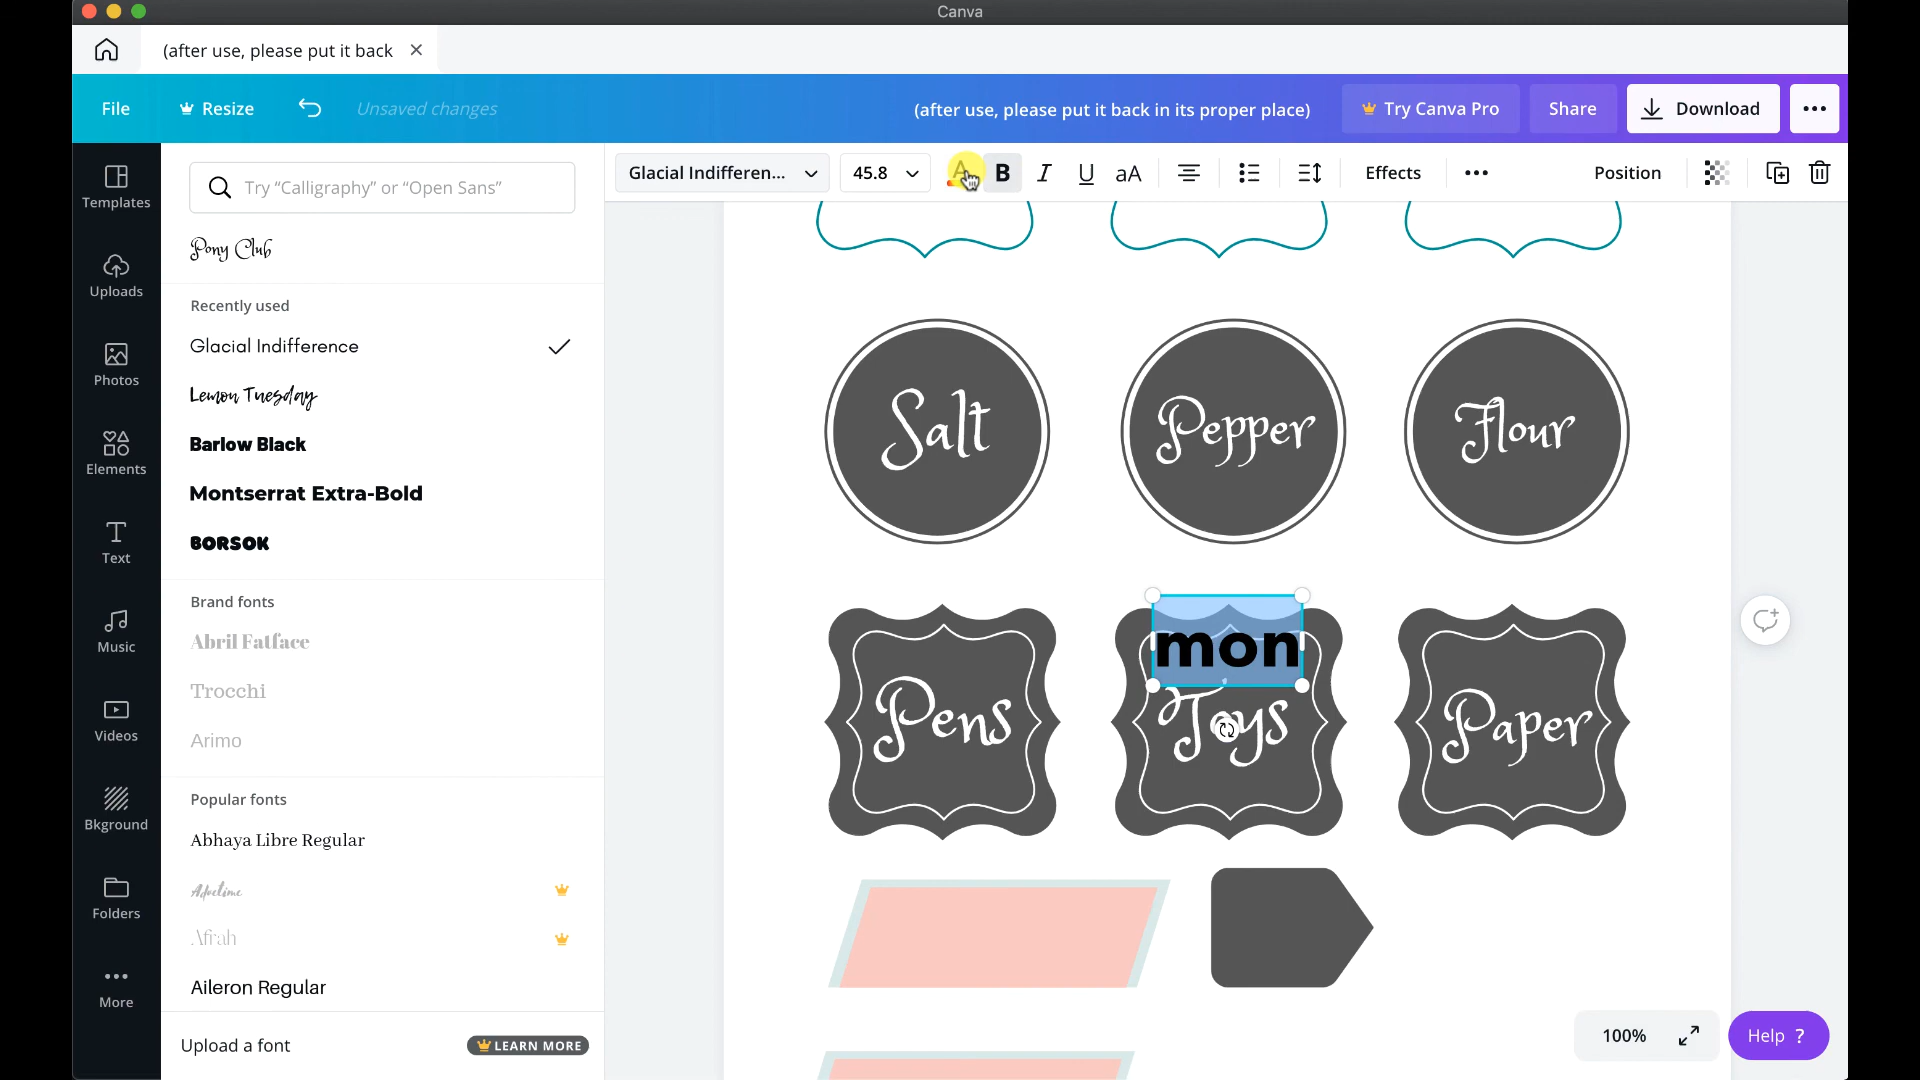 Canva
(after use, please put it back
File
Resize
Unsaved changes
(after use, please put it back in its proper place)
Try Canva Pro
Share
Download
Templates
Uploads
Photos
Elements
Text
Music
Videos
Bkground
Folders
More
Try "Calligraphy" or "Open Sans"
Pony Club
Recently used
Glacial Indifference
Lemon Tuesday
Barlow Black
Montserrat Extra-Bold
BORSOK
Brand fonts
Abril Fatface
Trocchi
Arimo
Popular fonts
Abhaya Libre Regular
Adoctime
Afrah
Aileron Regular
Upload a font
LEARN MORE
Glacial Indifferen...
45.8
A
B
I
U
aA
Effects
Position
Salt
Pepper
Flour
mon
Pens
Toys
Paper
100%
Help ?